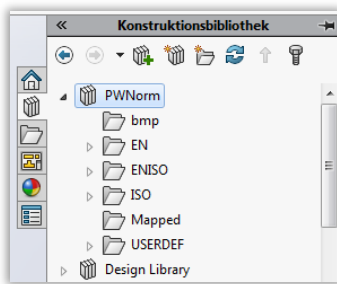 Konstruktionsbibliothek
PWNorm
bmp
EN
ENISO
ISO
Mapped
USERDEF
Design Library